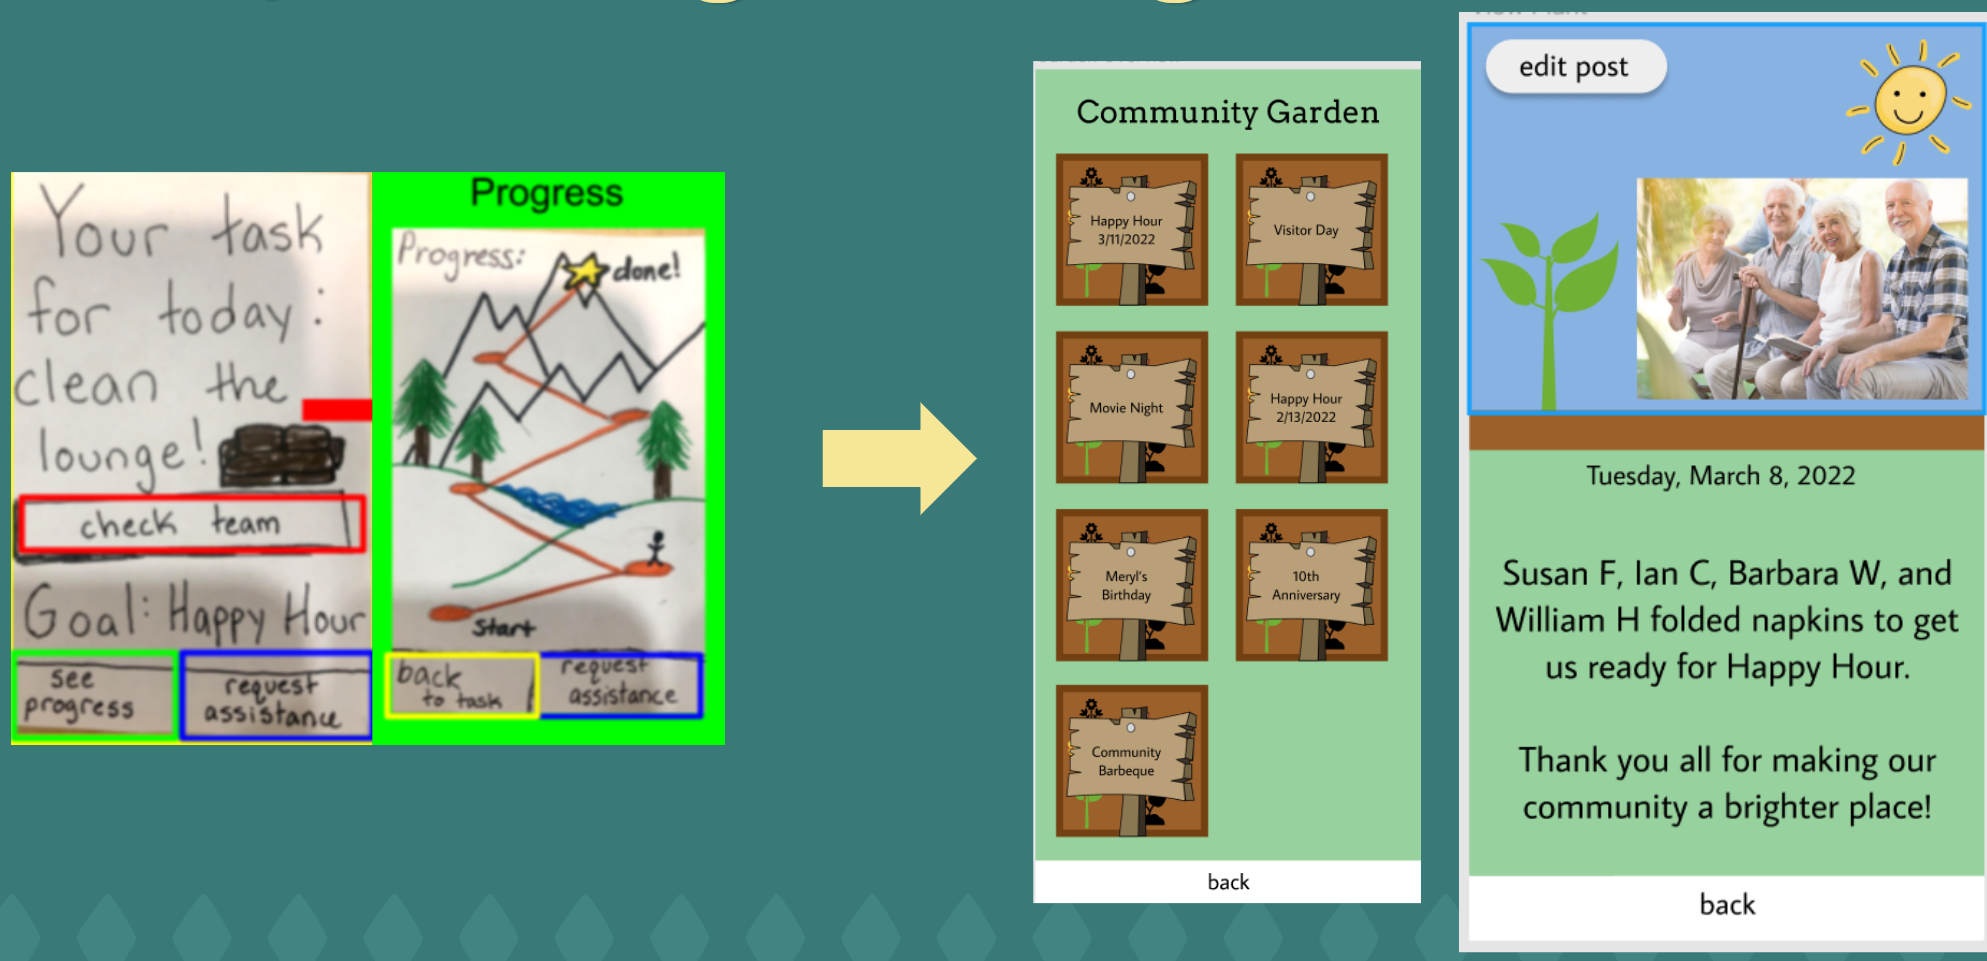 Your task
for today:
clean the
lounge!
check team
Goal: Happy Hour
see
progress
request
assistance
Progress
Progress:
done!
Start
back
to task
request
assistance
Community Garden
Happy Hour
3/11/2022
Visitor Day
Movie Night
Happy Hour
2/13/2022
Meryl's
Birthday
10th
Anniversary
Community
Barbeque
back
edit post
Tuesday, March 8, 2022
Susan F, Ian C, Barbara W, and
William H folded napkins to get
us ready for Happy Hour.
Thank you all for making our
community a brighter place!
back